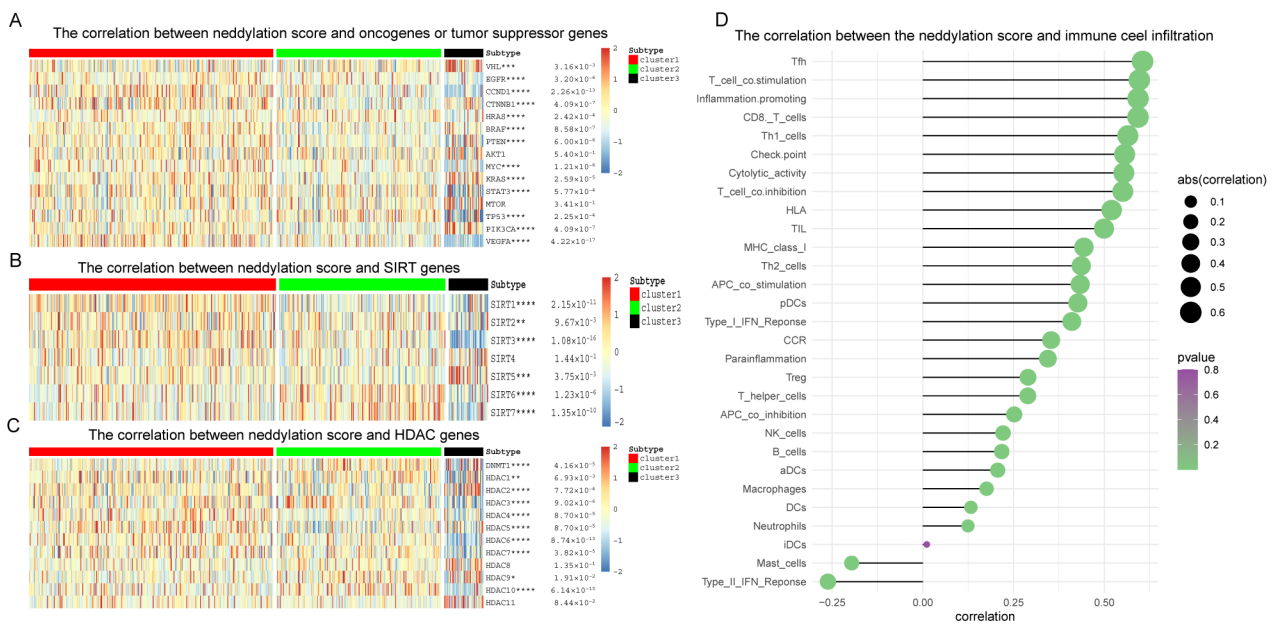 A
The correlation between neddylation score and oncogenes or tumor suppressor genes
Subtype
VHL*** 3.16×10⁻³
EGFR**** 3.20×10⁻⁴
CCND1**** 2.26×10⁻¹³
CTNNB1**** 4.09×10⁻⁷
HRAS**** 2.42×10⁻⁴
BRAF**** 8.58×10⁻⁷
PTEN**** 6.00×10⁻⁸
AKT1 5.40×10⁻¹
MYC**** 1.21×10⁻⁶
KRAS**** 2.59×10⁻⁵
STAT3**** 5.77×10⁻⁴
MTOR 3.41×10⁻¹
TP53**** 2.25×10⁻⁴
PIK3CA**** 4.09×10⁻⁷
VEGFA**** 4.22×10⁻¹⁷
2
1
0
-1
-2
Subtype
cluster1
cluster2
cluster3
B
The correlation between neddylation score and SIRT genes
Subtype
SIRT1**** 2.15×10⁻¹¹
SIRT2** 9.67×10⁻³
SIRT3**** 1.08×10⁻¹⁶
SIRT4 1.44×10⁻¹
SIRT5*** 3.75×10⁻³
SIRT6**** 1.23×10⁻⁶
SIRT7**** 1.35×10⁻¹⁰
2
1
0
-1
-2
Subtype
cluster1
cluster2
cluster3
C
The correlation between neddylation score and HDAC genes
Subtype
DNMT1**** 4.16×10⁻⁵
HDAC1** 6.93×10⁻³
HDAC2**** 7.72×10⁻⁸
HDAC3**** 9.02×10⁻⁶
HDAC4**** 8.70×10⁻⁵
HDAC5**** 8.70×10⁻⁵
HDAC6**** 8.74×10⁻¹³
HDAC7**** 3.82×10⁻⁵
HDAC8 1.35×10⁻¹
HDAC9* 1.91×10⁻²
HDAC10**** 6.14×10⁻¹⁰
HDAC11 8.44×10⁻²
2
1
0
-1
-2
Subtype
cluster1
cluster2
cluster3
D
The correlation between the neddylation score and immune ceel infiltration
Tfh
T_cell_co.stimulation
Inflammation.promoting
CD8._T_cells
Th1_cells
Check.point
Cytolytic_activity
T_cell_co.inhibition
HLA
TIL
MHC_class_I
Th2_cells
APC_co_stimulation
pDCs
Type_I_IFN_Reponse
CCR
Parainflammation
Treg
T_helper_cells
APC_co_inhibition
NK_cells
B_cells
aDCs
Macrophages
DCs
Neutrophils
iDCs
Mast_cells
Type_II_IFN_Reponse
−0.25 0.00 0.25 0.50
correlation
abs(correlation)
0.1
0.2
0.3
0.4
0.5
0.6
pvalue
0.8
0.6
0.4
0.2